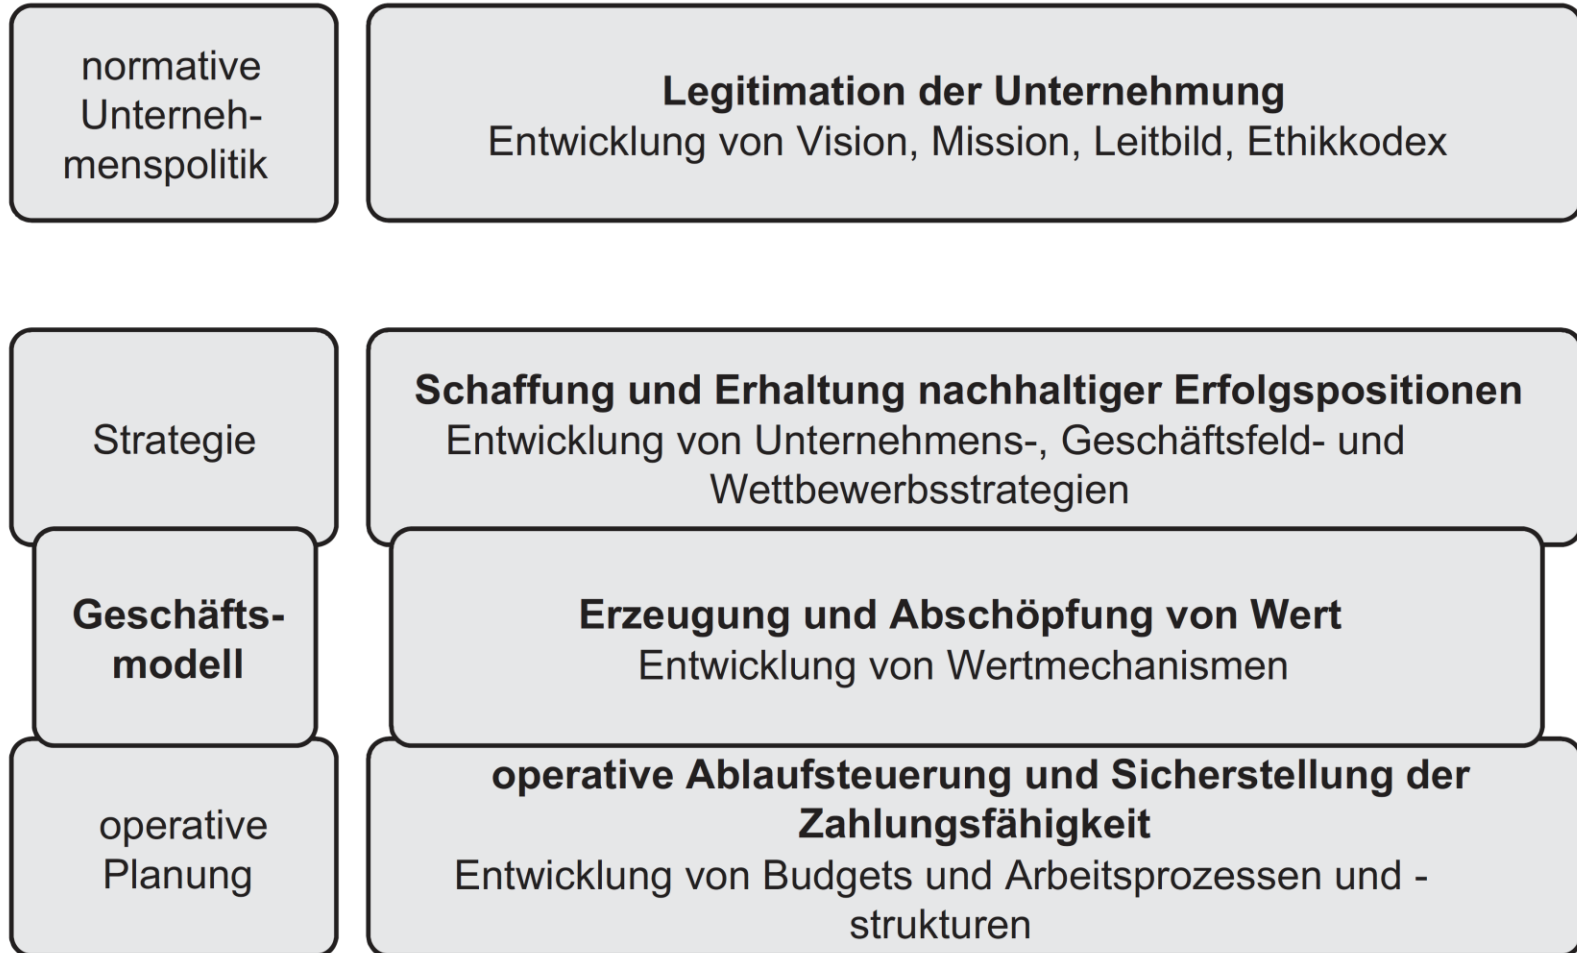 normative
Unterneh-
menspolitik
Legitimation der Unternehmung
Entwicklung von Vision, Mission, Leitbild, Ethikkodex
Strategie
Schaffung und Erhaltung nachhaltiger Erfolgspositionen
Entwicklung von Unternehmens-, Geschäftsfeld- und
Wettbewerbsstrategien
Geschäfts-
modell
Erzeugung und Abschöpfung von Wert
Entwicklung von Wertmechanismen
operative
Planung
operative Ablaufsteuerung und Sicherstellung der
Zahlungsfähigkeit
Entwicklung von Budgets und Arbeitsprozessen und -
strukturen